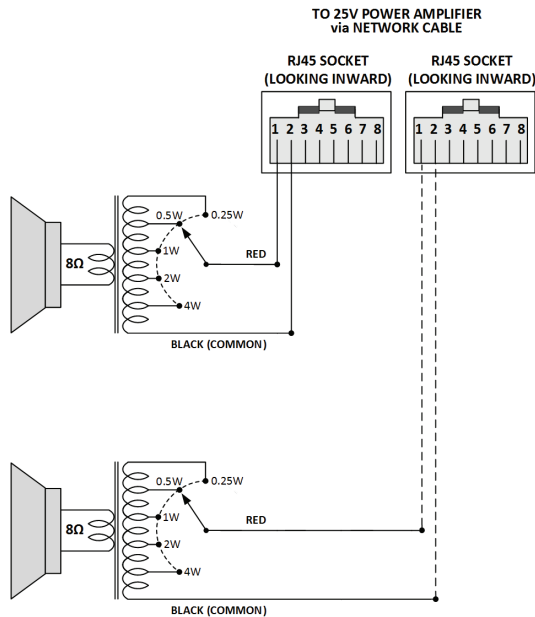 TO 25V POWER AMPLIFIER
via NETWORK CABLE
RJ45 SOCKET
(LOOKING INWARD)
1 2 3 4 5 6 7 8
RJ45 SOCKET
(LOOKING INWARD)
1 2 3 4 5 6 7 8
0.5W
0.25W
1W
2W
4W
8Ω
RED
BLACK (COMMON)
0.5W
0.25W
1W
2W
4W
8Ω
RED
BLACK (COMMON)